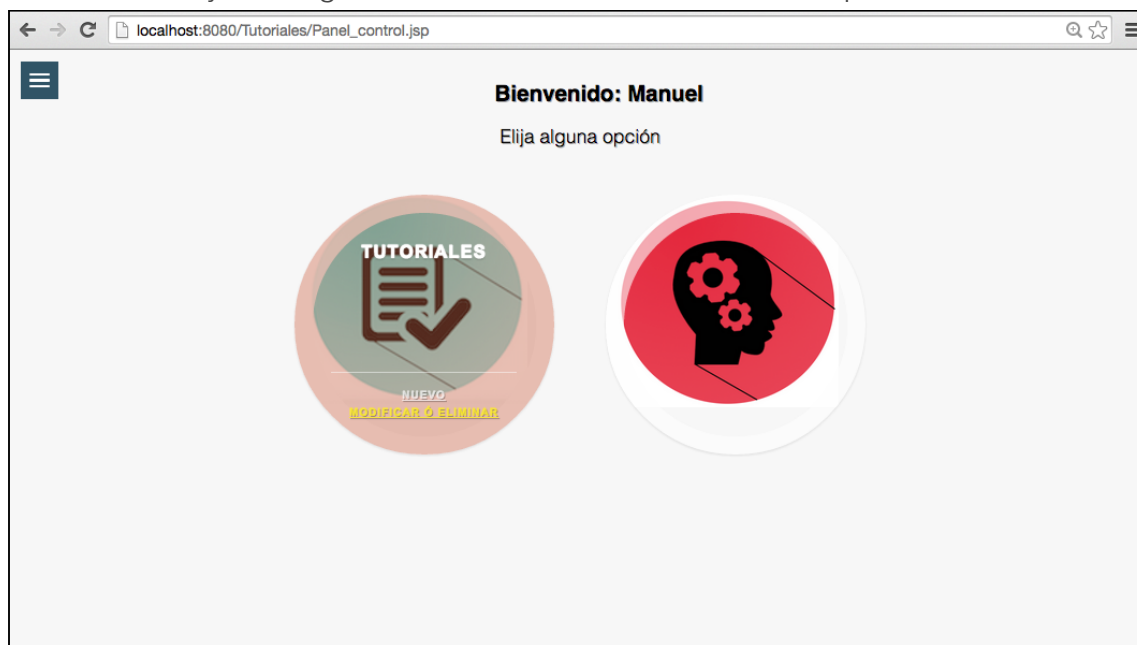 localhost:8080/Tutoriales/Panel_control.jsp
Bienvenido: Manuel
Elija alguna opción
TUTORIALES
NUEVO
MODIFICAR Ó ELIMINAR